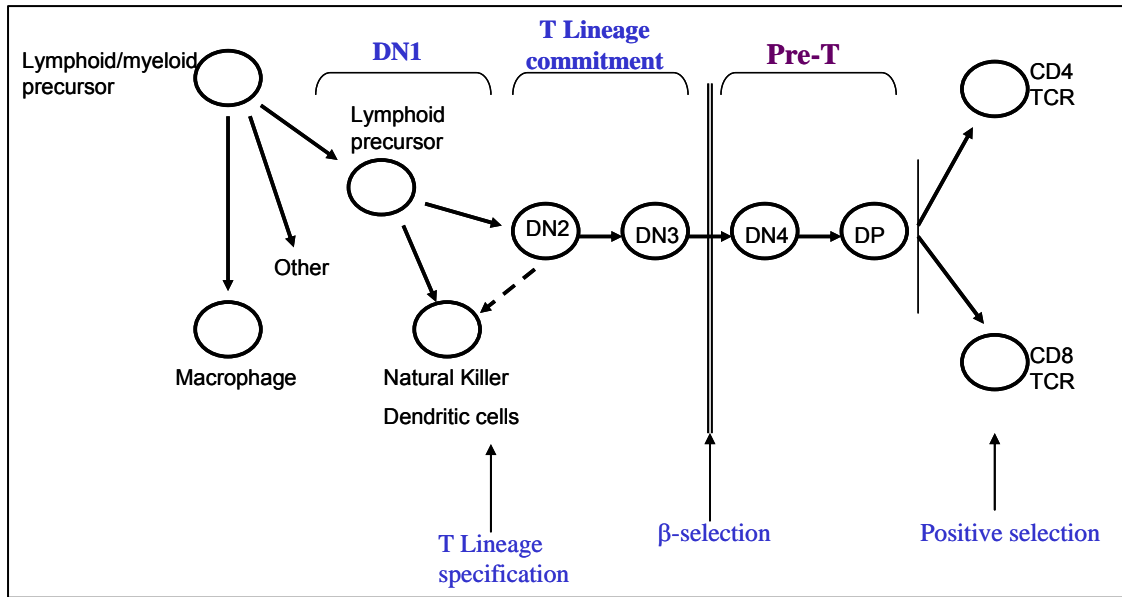 Lymphoid/myeloid
precursor
DN1
T Lineage
commitment
Pre-T
CD4
TCR
Lymphoid
precursor
DN2
DN3
DN4
DP
Other
Macrophage
Natural Killer
Dendritic cells
CD8
TCR
T Lineage
specification
β-selection
Positive selection